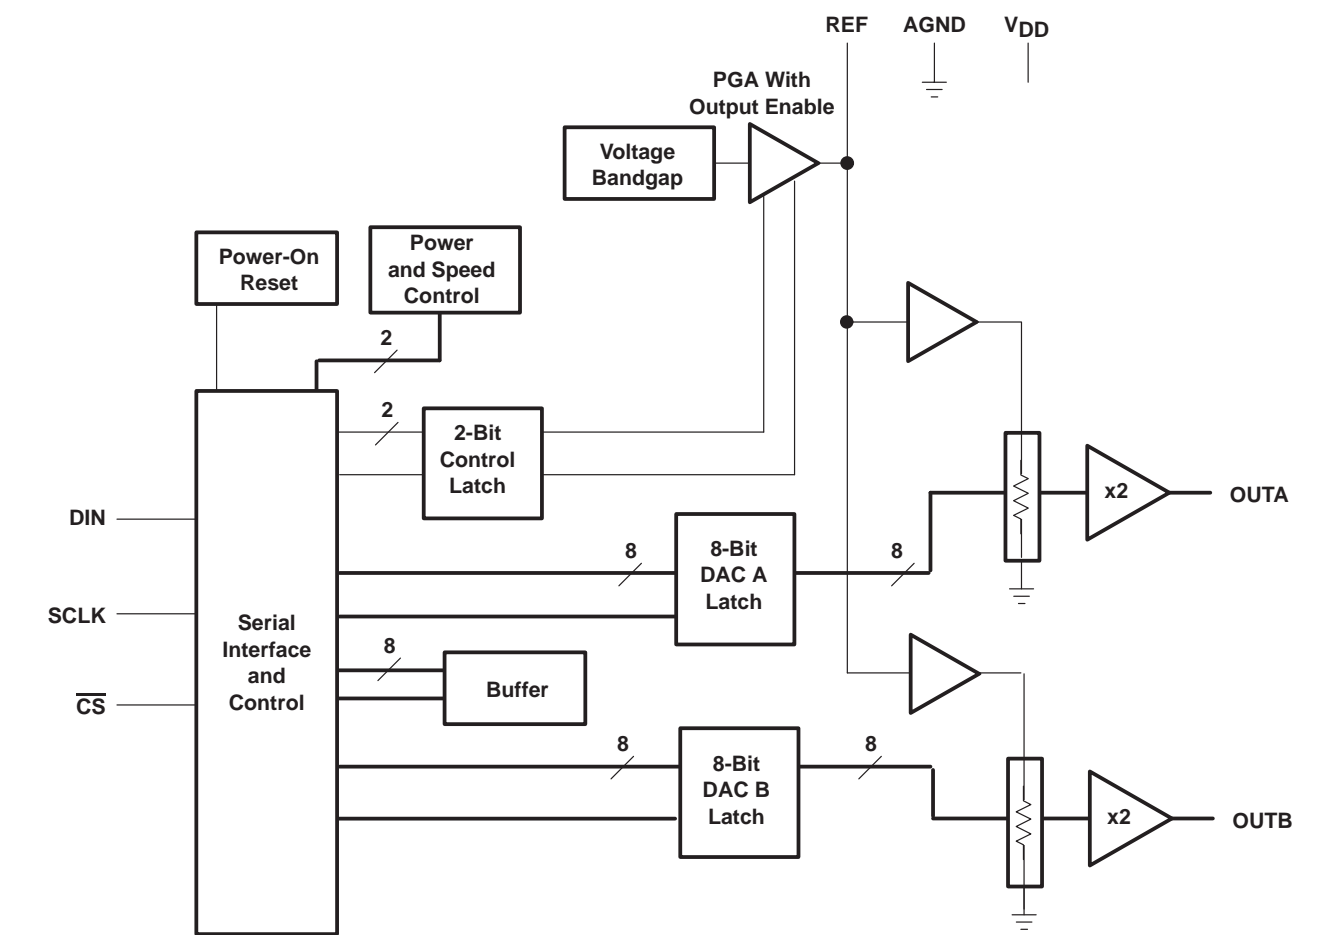 REF AGND VDD
PGA With
Output Enable
Voltage
Bandgap
Power-On
Reset
Power
and Speed
Control
2
2
2-Bit
Control
Latch
x2
OUTA
DIN
8
8-Bit
DAC A
Latch
8
SCLK
Serial
Interface
and
Control
8
Buffer
CS
8
8-Bit
DAC B
Latch
8
x2
OUTB